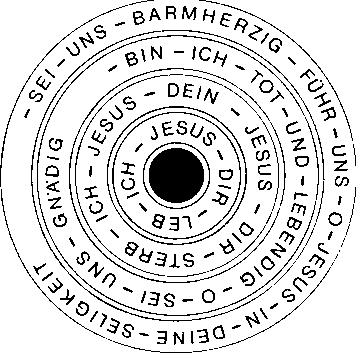 JESUS – DIR – LEB – ICH
– JESUS – DIR – STERB – ICH – JESUS – DEIN
– BIN – ICH – TOT – UND – LEBENDIG – O – SEI – UNS – GNÄDIG
– SEI – UNS – BARMHERZIG – FÜHR – UNS – O – JESUS – IN – DEINE – SELIGKEIT